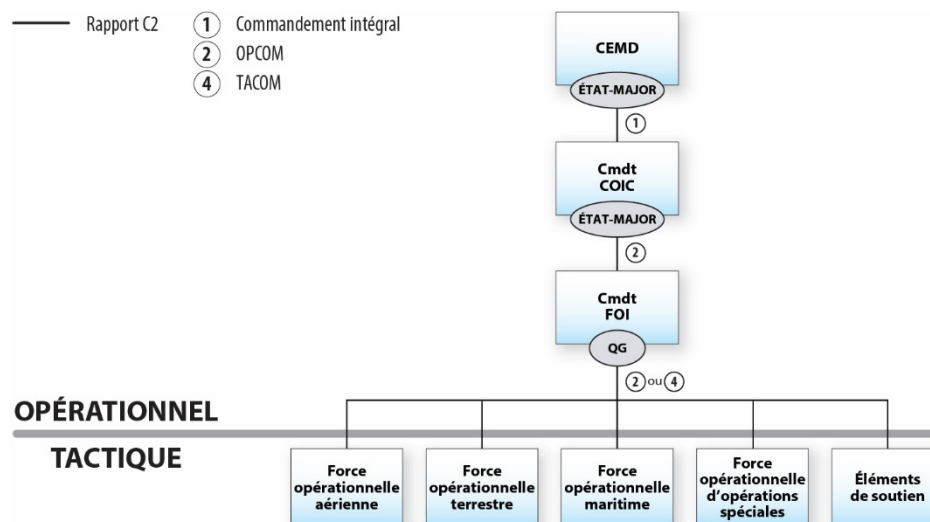 Rapport C2
1 Commandement intégral
2 OPCOM
4 TACOM
CEMD
ÉTAT-MAJOR
1
Cmdt
COIC
ÉTAT-MAJOR
2
Cmdt
FOI
QG
2 ou 4
OPÉRATIONNEL
TACTIQUE
Force
opérationnelle
aérienne
Force
opérationnelle
terrestre
Force
opérationnelle
maritime
Force
opérationnelle
d'opérations
spéciales
Éléments
de soutien